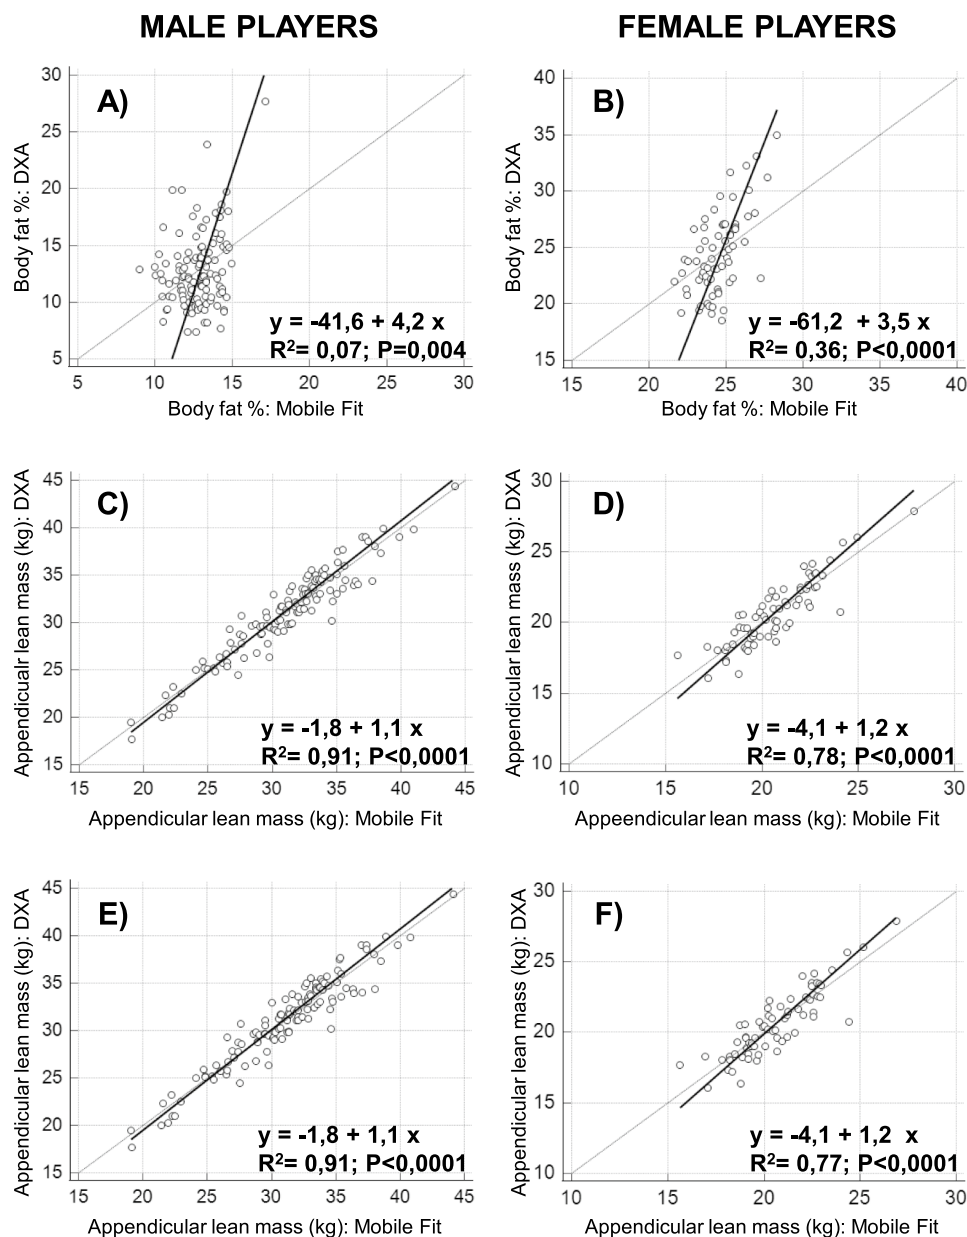 MALE PLAYERS
FEMALE PLAYERS
A)
Body fat %: DXA
30
25
20
15
10
5
y = -41,6 + 4,2 x
R²= 0,07; P=0,004
5 10 15 20 25 30
Body fat %: Mobile Fit
B)
Body fat %: DXA
40
35
30
25
20
15
y = -61,2 + 3,5 x
R²= 0,36; P<0,0001
15 20 25 30 35 40
Body fat %: Mobile Fit
C)
Appendicualr lean mass (kg): DXA
45
40
35
30
25
20
15
y = -1,8 + 1,1 x
R²= 0,91; P<0,0001
15 20 25 30 35 40 45
Appendicular lean mass (kg): Mobile Fit
D)
Appendicular lean mass (kg): DXA
30
25
20
15
10
y = -4,1 + 1,2 x
R²= 0,78; P<0,0001
10 15 20 25 30
Appeendicular lean mass (kg): Mobile Fit
E)
Appendicular lean mass (kg): DXA
45
40
35
30
25
20
15
y = -1,8 + 1,1 x
R²= 0,91; P<0,0001
15 20 25 30 35 40 45
Appendicular lean mass (kg): Mobile Fit
F)
Appendicular lean mass (kg): DXA
30
25
20
15
10
y = -4,1 + 1,2 x
R²= 0,77; P<0,0001
10 15 20 25 30
Appendicular lean mass (kg): Mobile Fit